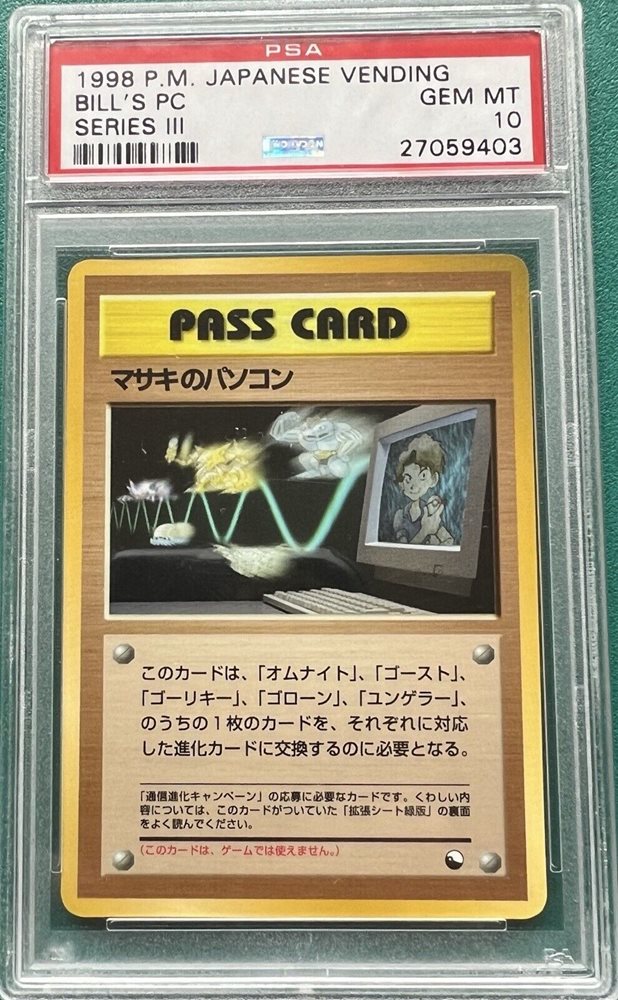 PSA
1998 P.M. JAPANESE VENDING
BILL'S PC GEM MT
SERIES III 10
27059403
PASS CARD
マサキのパソコン
このカードは、「オムナイト」、「ゴースト」、
「ゴーリキー」、「ゴローン」、「ユンゲラー」、
のうちの1枚のカードを、それぞれに対応
した進化カードに交換するのに必要となる。
「通信進化キャンペーン」の応募に必要なカードです。くわしい内
容については、このカードがついていた「拡張シート緑版」の裏面
をよく読んでください。
(このカードは、ゲームでは使えません。)